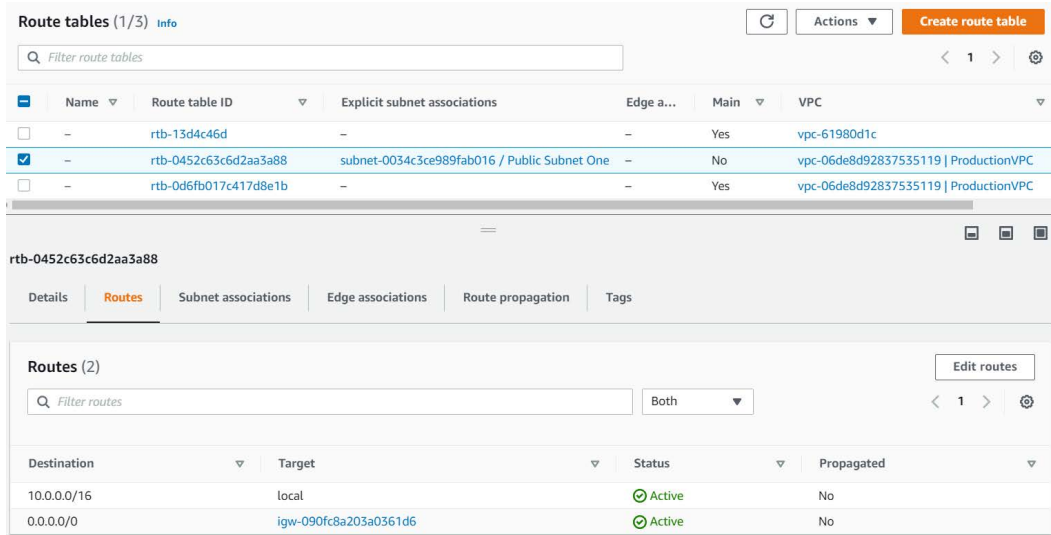 Route tables (1/3) Info
Actions ▼ Create route table
Filter route tables
1
Name Route table ID Explicit subnet associations Edge a... Main VPC
– rtb-13d4c46d – – Yes vpc-61980d1c
– rtb-0452c63c6d2aa3a88 subnet-0034c3ce989fab016 / Public Subnet One – No vpc-06de8d92837535119 | ProductionVPC
– rtb-0d6fb017c417d8e1b – – Yes vpc-06de8d92837535119 | ProductionVPC
rtb-0452c63c6d2aa3a88
Details Routes Subnet associations Edge associations Route propagation Tags
Routes (2)
Edit routes
Filter routes
Both
1
Destination Target Status Propagated
10.0.0.0/16 local Active No
0.0.0.0/0 igw-090fc8a203a0361d6 Active No